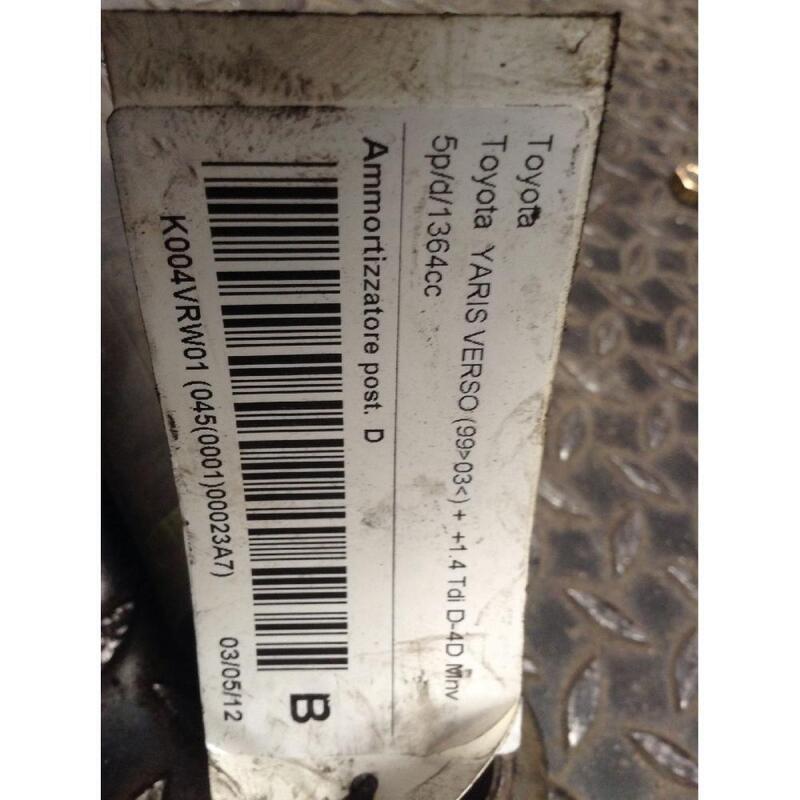 Toyota
Toyota YARIS VERSO (99>03<) + +1.4 Tdi D-4D Mnv
5p/d/1364cc
Ammortizzatore post. D
B
K004VRW01 (045(0001)00023A7) 03/05/12